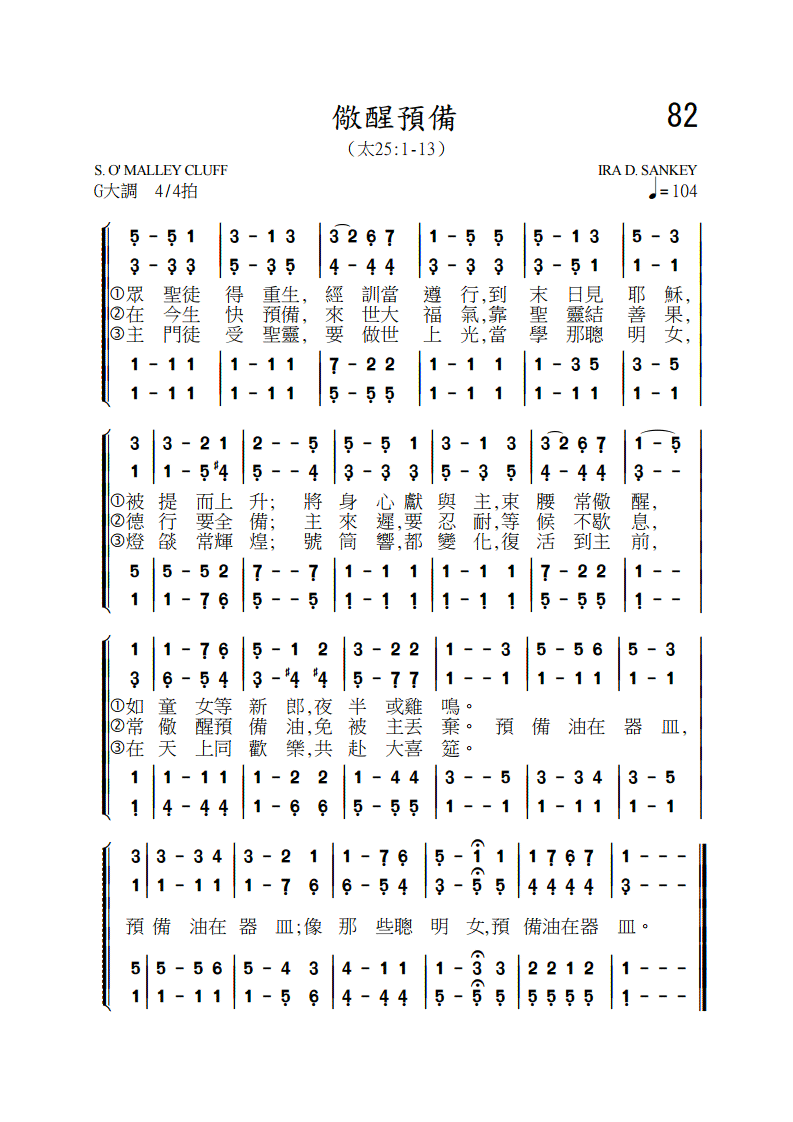 儆醒預備
82
（太25:1-13）
S. O' MALLEY CLUFF
IRA D. SANKEY
G大調 4/4拍
♩= 104
5 - 5 1 | 3 - 1 3 | 3 2 6 7 | 1 - 5 5 | 5 - 1 3 | 5 - 3
3 - 3 3 | 5 - 3 5 | 4 - 4 4 | 3 - 3 3 | 3 - 5 1 | 1 - 1
①眾 聖徒 得 重生, 經 訓當 遵 行,到 末 日見 耶 穌,
②在 今生 快 預備, 來 世大 福 氣,靠 聖 靈結 善 果,
③主 門徒 受 聖靈, 要 做世 上 光,當 學 那聰 明 女,
1 - 1 1 | 1 - 1 1 | 7 - 2 2 | 1 - 1 1 | 1 - 3 5 | 3 - 5
1 - 1 1 | 1 - 1 1 | 5 - 5 5 | 1 - 1 1 | 1 - 1 1 | 1 - 1
3 | 3 - 2 1 | 2 - - 5 | 5 - 5 1 | 3 - 1 3 | 3 2 6 7 | 1 - 5
1 | 1 - 5 #4 | 5 - - 4 | 3 - 3 3 | 5 - 3 5 | 4 - 4 4 | 3 - -
①被 提 而上 升; 將 身 心 獻 與 主,束 腰 常儆 醒,
②德 行 要全 備; 主 來 遲,要 忍 耐,等 候 不歇 息,
③燈 燄 常輝 煌; 號 筒 響,都 變 化,復 活 到主 前,
5 | 5 - 5 2 | 7 - - 7 | 1 - 1 1 | 1 - 1 1 | 7 - 2 2 | 1 - -
1 | 1 - 7 6 | 5 - - 5 | 1 - 1 1 | 1 - 1 1 | 5 - 5 5 | 1 - -
1 | 1 - 7 6 | 5 - 1 2 | 3 - 2 2 | 1 - - 3 | 5 - 5 6 | 5 - 3
3 | 6 - 5 4 | 3 - #4 #4 | 5 - 7 7 | 1 - - 1 | 1 - 1 1 | 1 - 1
①如 童 女等 新 郎,夜 半 或雞 鳴。
②常 儆 醒預 備 油,免 被 主丟 棄。 預 備 油在 器 皿,
③在 天 上同 歡 樂,共 赴 大喜 筵。
1 | 1 - 1 1 | 1 - 2 2 | 1 - 4 4 | 3 - - 5 | 3 - 3 4 | 3 - 5
1 | 4 - 4 4 | 1 - 6 6 | 5 - 5 5 | 1 - - 1 | 1 - 1 1 | 1 - 1
3 | 3 - 3 4 | 3 - 2 1 | 1 - 7 6 | 5 - 1 1 | 1 7 6 7 | 1 - - -
1 | 1 - 1 1 | 1 - 7 6 | 6 - 5 4 | 3 - 5 5 | 4 4 4 4 | 3 - - -
預 備 油在 器 皿;像 那 些聰 明 女,預 備油在器 皿。
5 | 5 - 5 6 | 5 - 4 3 | 4 - 1 1 | 1 - 3 3 | 2 2 1 2 | 1 - - -
1 | 1 - 1 1 | 1 - 5 6 | 4 - 4 4 | 5 - 5 5 | 5 5 5 5 | 1 - - -